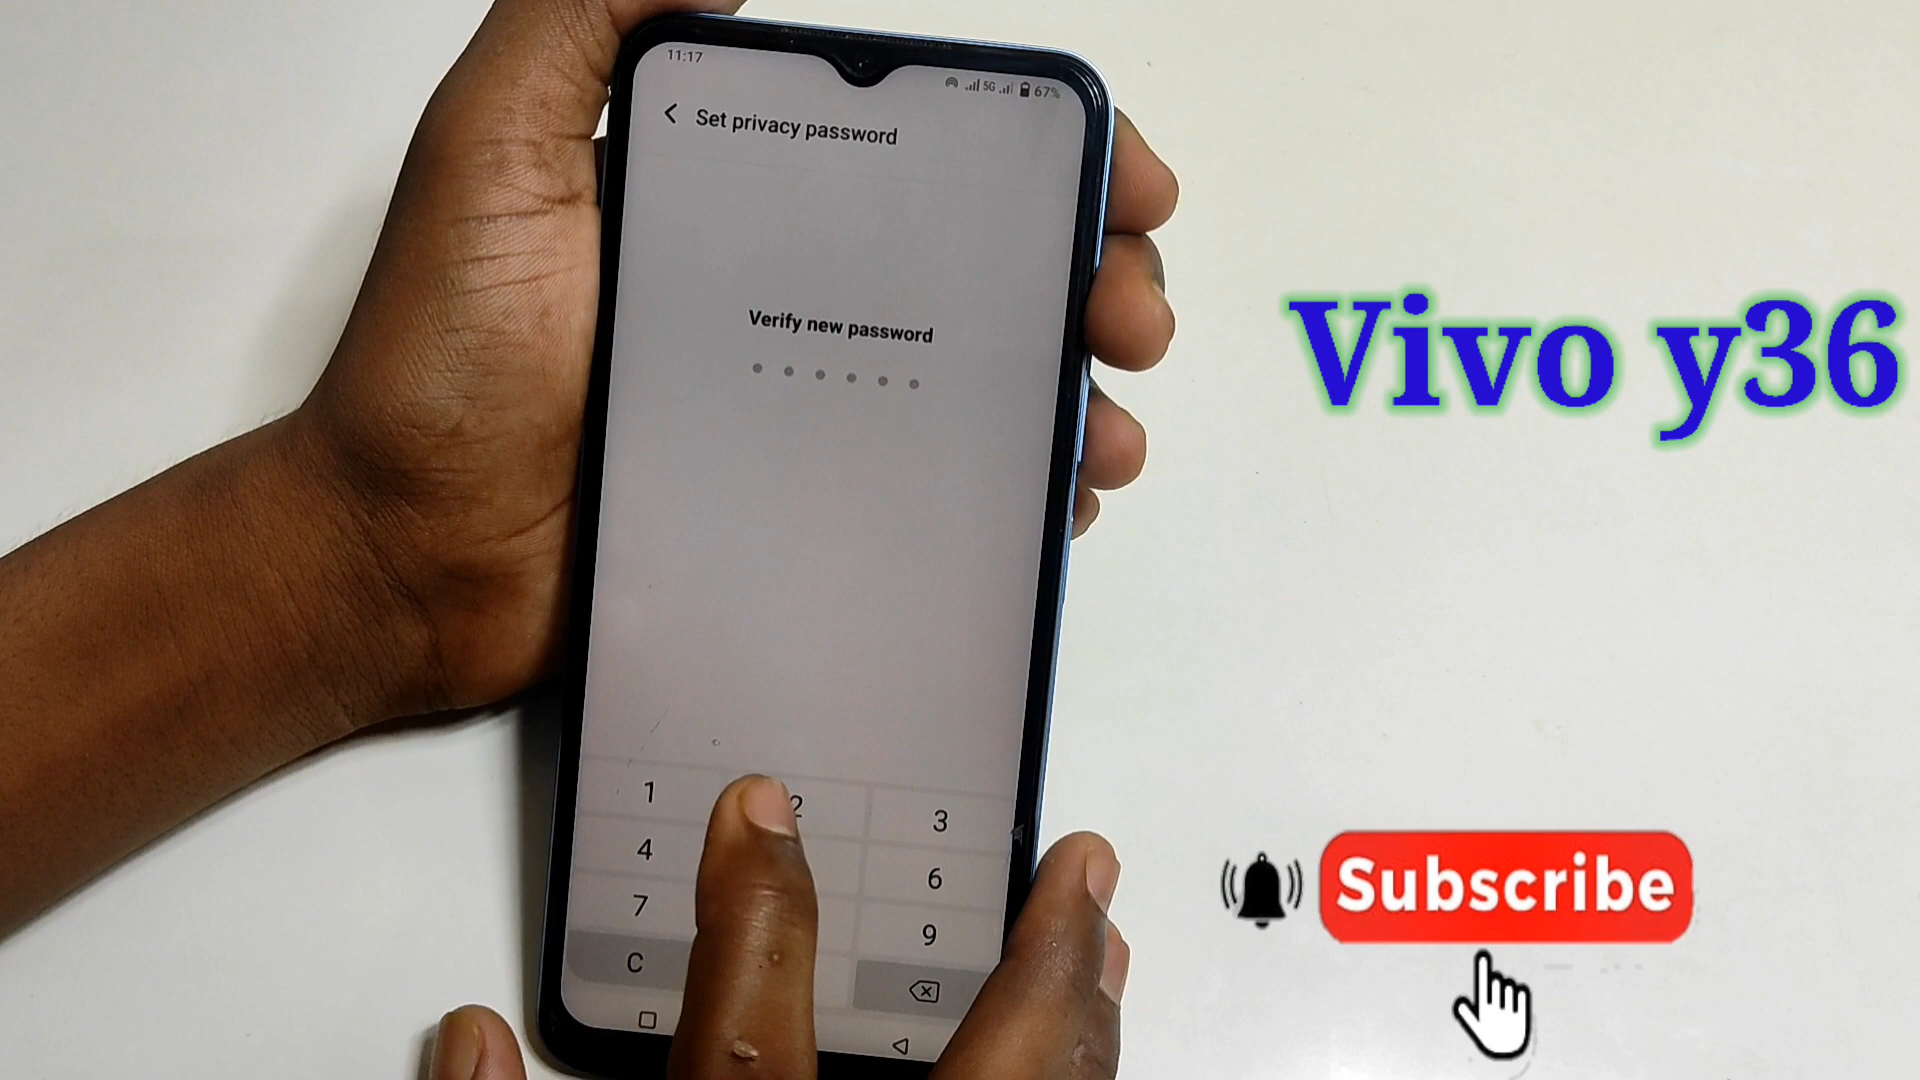 11:17
5G 67%
Set privacy password
Verify new password
1 2 3
4 6
7 9
C
Vivo y36
Subscribe